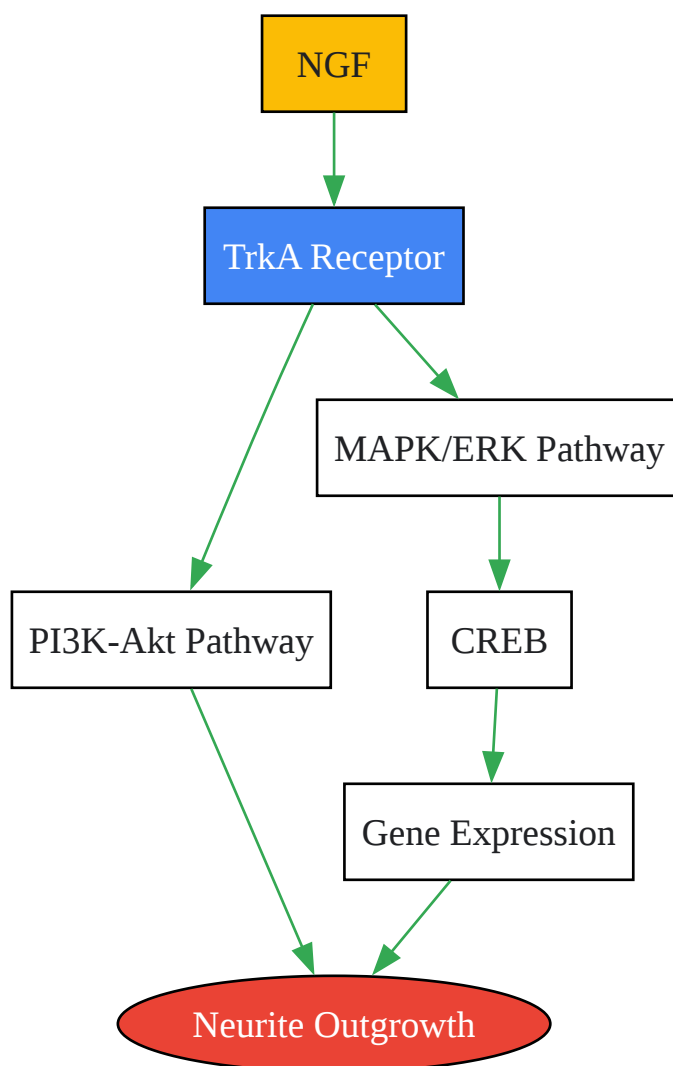 NGF
TrkA Receptor
MAPK/ERK Pathway
PI3K-Akt Pathway
CREB
Gene Expression
Neurite Outgrowth